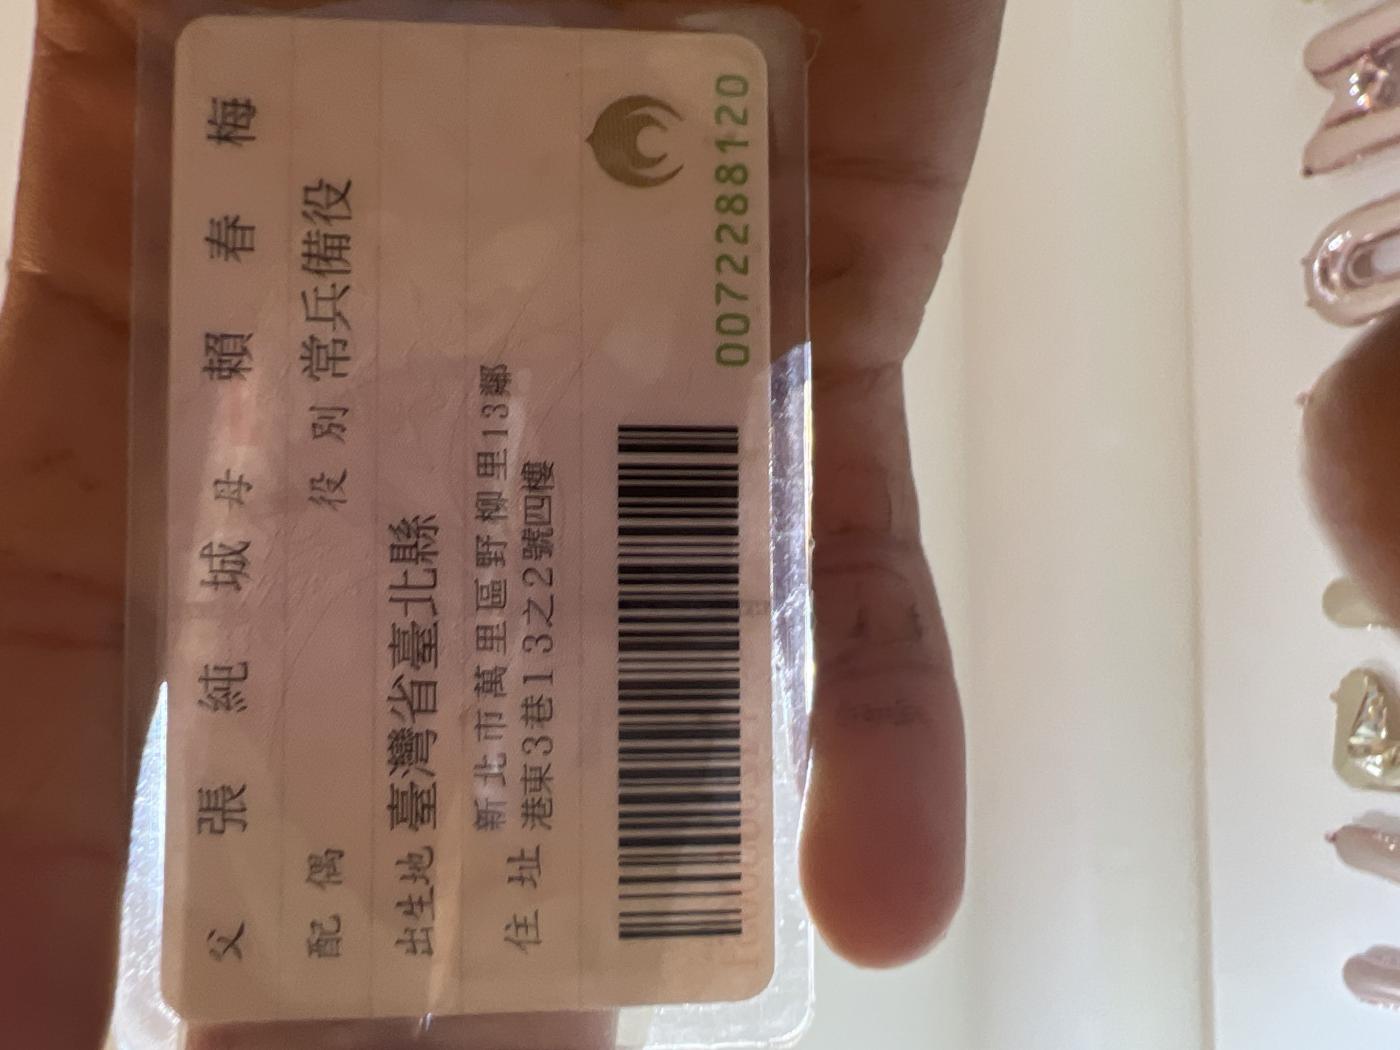 父 張純城 母 賴春梅
配偶 役別 常兵備役
出生地 臺灣省臺北縣
住址 新北市萬里區野柳里13鄰
港東3巷13之2號四樓
0072288120